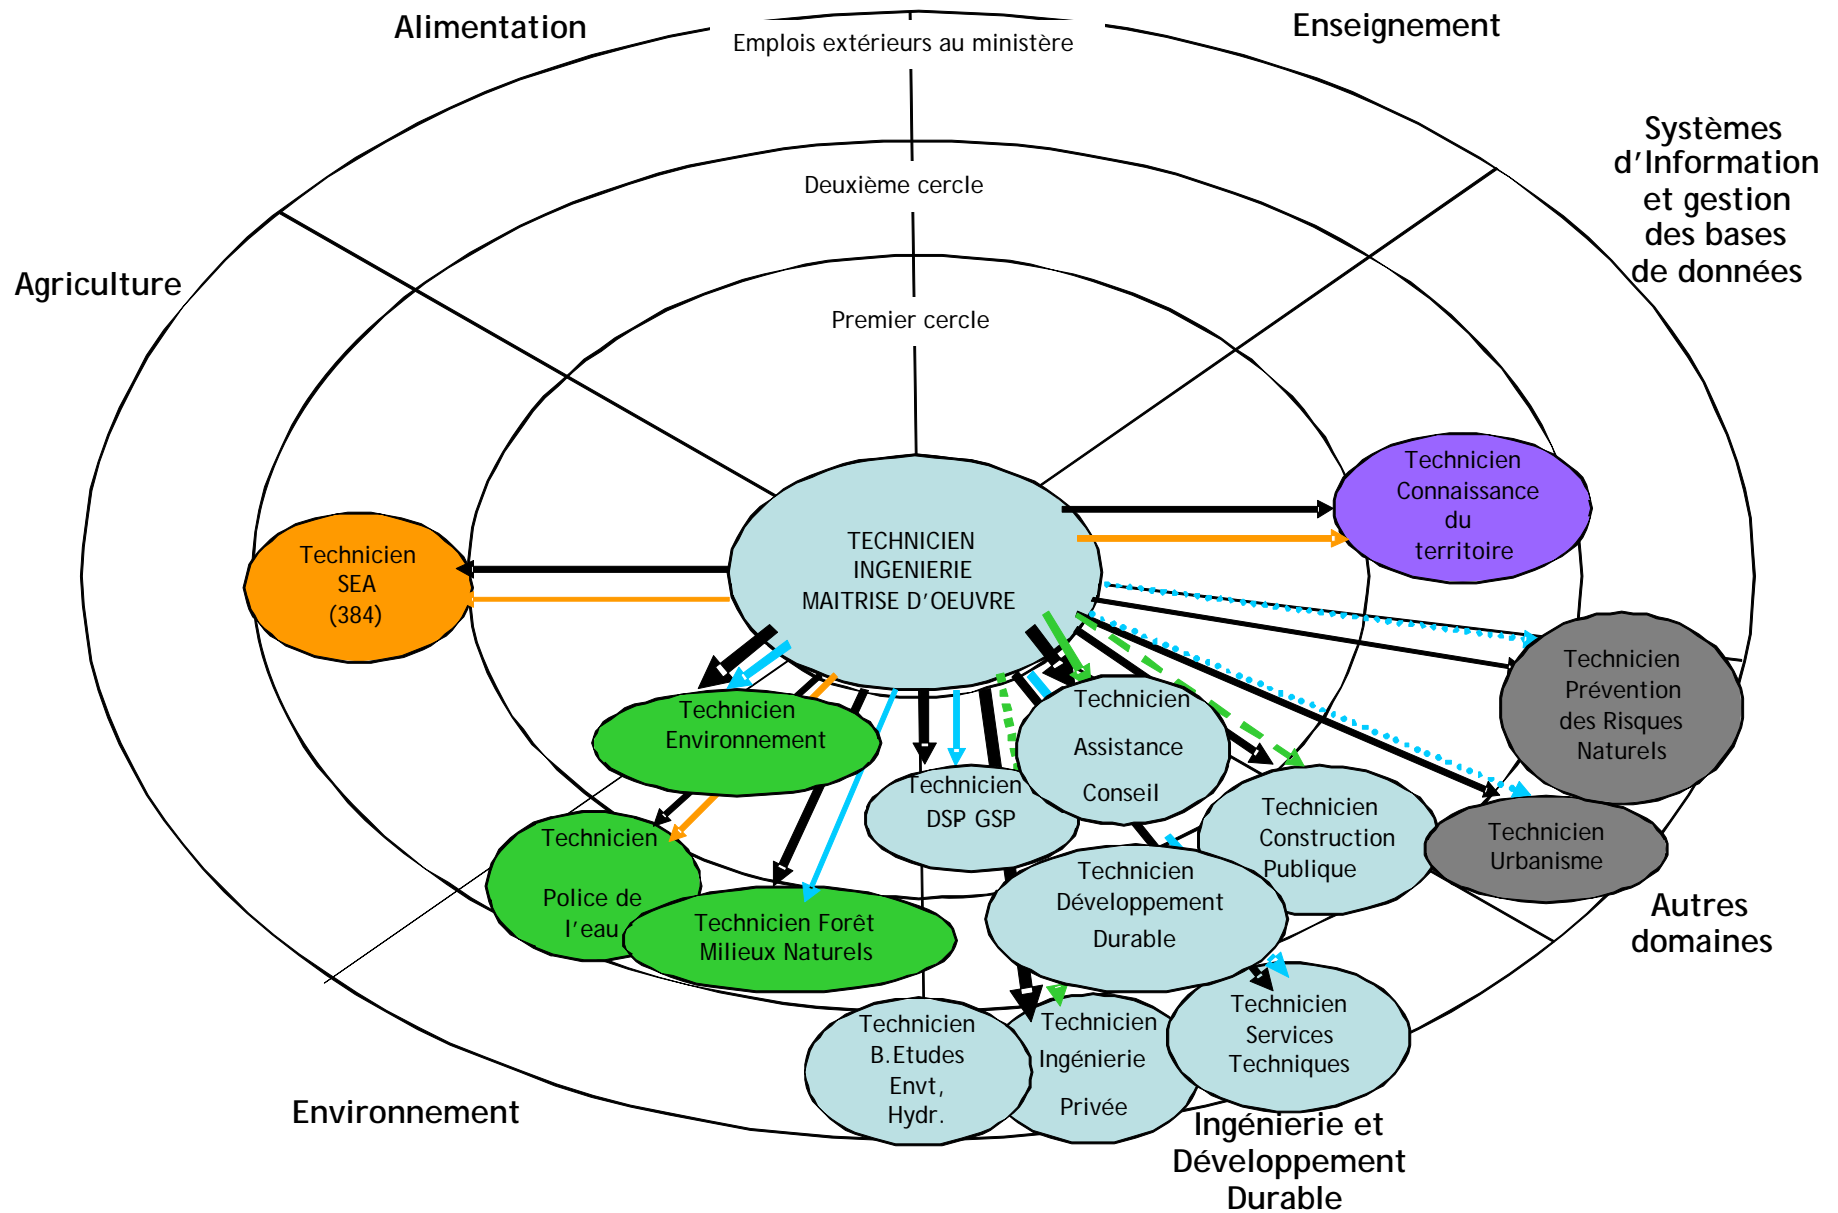 Alimentation
Enseignement
Emplois extérieurs au ministère
Systèmes
d'Information
et gestion
des bases
de données
Deuxième cercle
Agriculture
Premier cercle
Technicien
Connaissance
du
territoire
Technicien
SEA
(384)
TECHNICIEN
INGENIERIE
MAITRISE D'OEUVRE
Technicien
Prévention
des Risques
Naturels
Technicien
Environnement
Technicien
Assistance
Conseil
Technicien
DSP GSP
Technicien
Construction
Publique
Technicien
Urbanisme
Technicien
Police de
l'eau
Technicien Forêt
Milieux Naturels
Technicien
Développement
Durable
Autres
domaines
Technicien
B.Etudes
Envt,
Hydr.
Technicien
Ingénierie
Privée
Technicien
Services
Techniques
Environnement
Ingénierie et
Développement
Durable